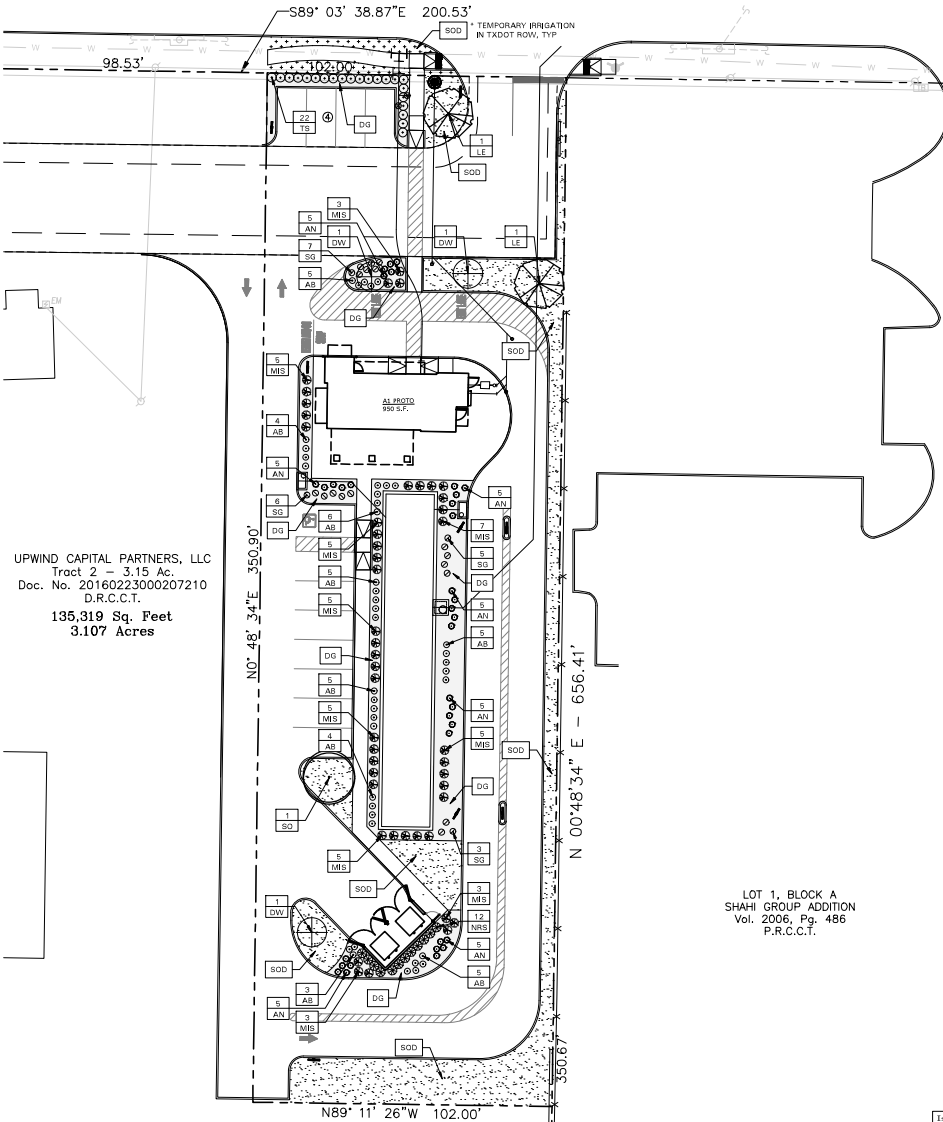 S89° 03' 38.87"E 200.53'
SOD
* TEMPORARY IRRIGATION
IN TXDOT ROW, TYP
W W W W W W W
98.53'
102.00'
22
TS
④
DG
1
LE
SOD
3
MIS
5
AN
1
DW
7
SG
5
AB
1
DW
1
LE
DG
SOD
EM
5
MIS
A1 PROTO
950 S.F.
4
AB
5
AN
6
SG
DG
6
AB
5
MIS
5
AB
5
MIS
DG
5
AB
5
MIS
4
AB
5
AN
7
MIS
5
SG
DG
5
AN
5
AB
5
AN
5
MIS
SOD
DG
3
SG
UPWIND CAPITAL PARTNERS, LLC
Tract 2 – 3.15 Ac.
Doc. No. 20160223000207210
D.R.C.C.T.
135,319 Sq. Feet
3.107 Acres
N0° 48' 34"E 350.90'
N 00°48'34" E – 656.41'
1
SO
5
MIS
SOD
1
DW
SOD
3
AB
5
AN
3
MIS
DG
3
MIS
12
NRS
5
AN
5
AB
LOT 1, BLOCK A
SHAHI GROUP ADDITION
Vol. 2006, Pg. 486
P.R.C.C.T.
SOD
350.67'
N89° 11' 26"W 102.00'